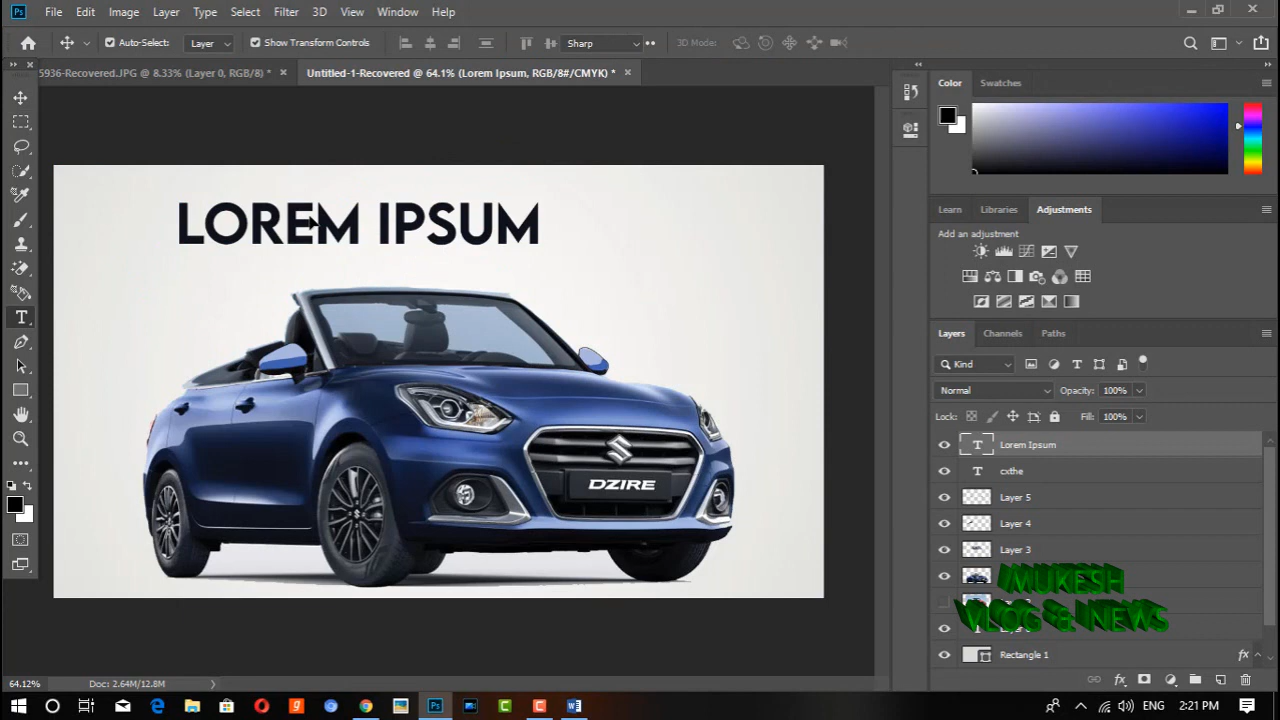 Ps File Edit Image Layer Type Select Filter 3D View Window Help
Auto-Select: Layer Show Transform Controls Sharp 3D Mode:
5936-Recovered.JPG @ 8.33% (Layer 0, RGB/8) * Untitled-1-Recovered @ 64.1% (Lorem Ipsum, RGB/8#/CMYK) *
Color Swatches
LOREM IPSUM
DZIRE
Learn Libraries Adjustments
Add an adjustment
Layers Channels Paths
Kind
Normal Opacity: 100%
Lock: Fill: 100%
T Lorem Ipsum
T cxthe
Layer 5
Layer 4
Layer 3
MUKESH
VLOG & NEWS
Rectangle 1 fx
64.12% Doc: 2.64M/12.8M
ENG 2:21 PM